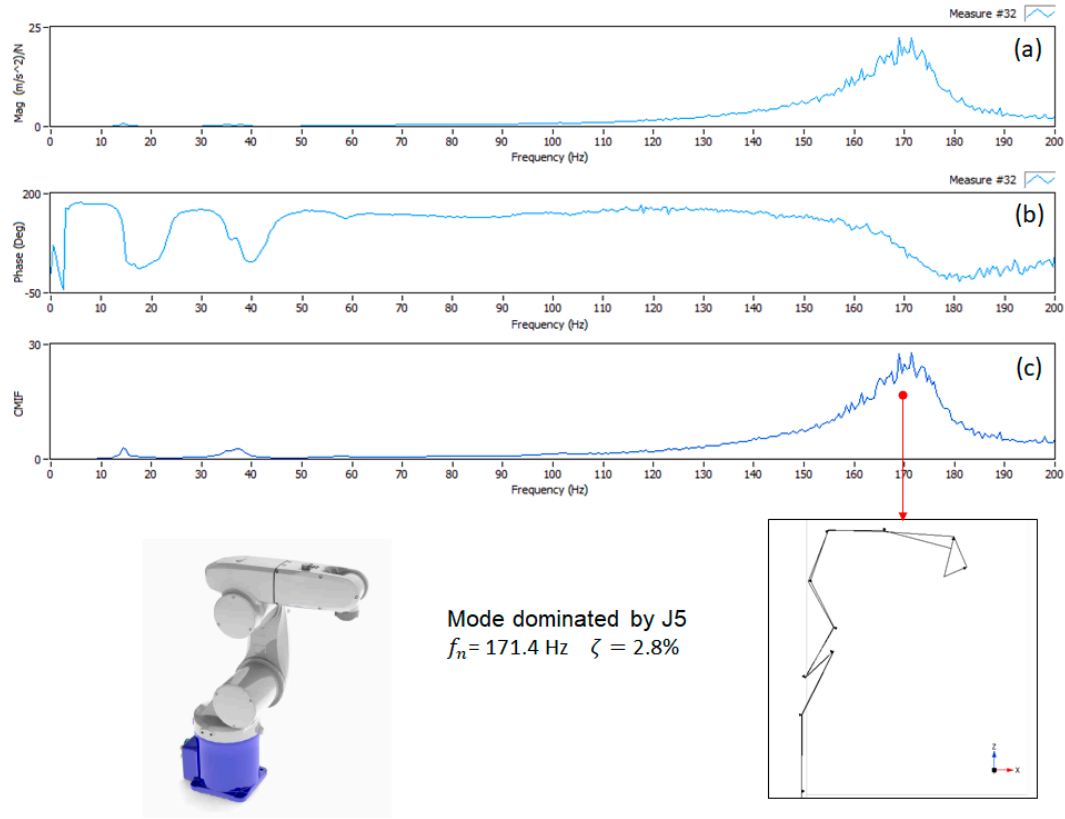 Measure #32
25
Mag (m/s^2)/N
(a)
0
0 10 20 30 40 50 60 70 80 90 100 110 120 130 140 150 160 170 180 190 200
Frequency (Hz)
Measure #32
200
Phase (Deg)
(b)
-50
0 10 20 30 40 50 60 70 80 90 100 110 120 130 140 150 160 170 180 190 200
Frequency (Hz)
30
CMIF
(c)
0
0 10 20 30 40 50 60 70 80 90 100 110 120 130 140 150 160 170 180 190 200
Frequency (Hz)
Mode dominated by J5
fₙ= 171.4 Hz ζ = 2.8%
Z
X